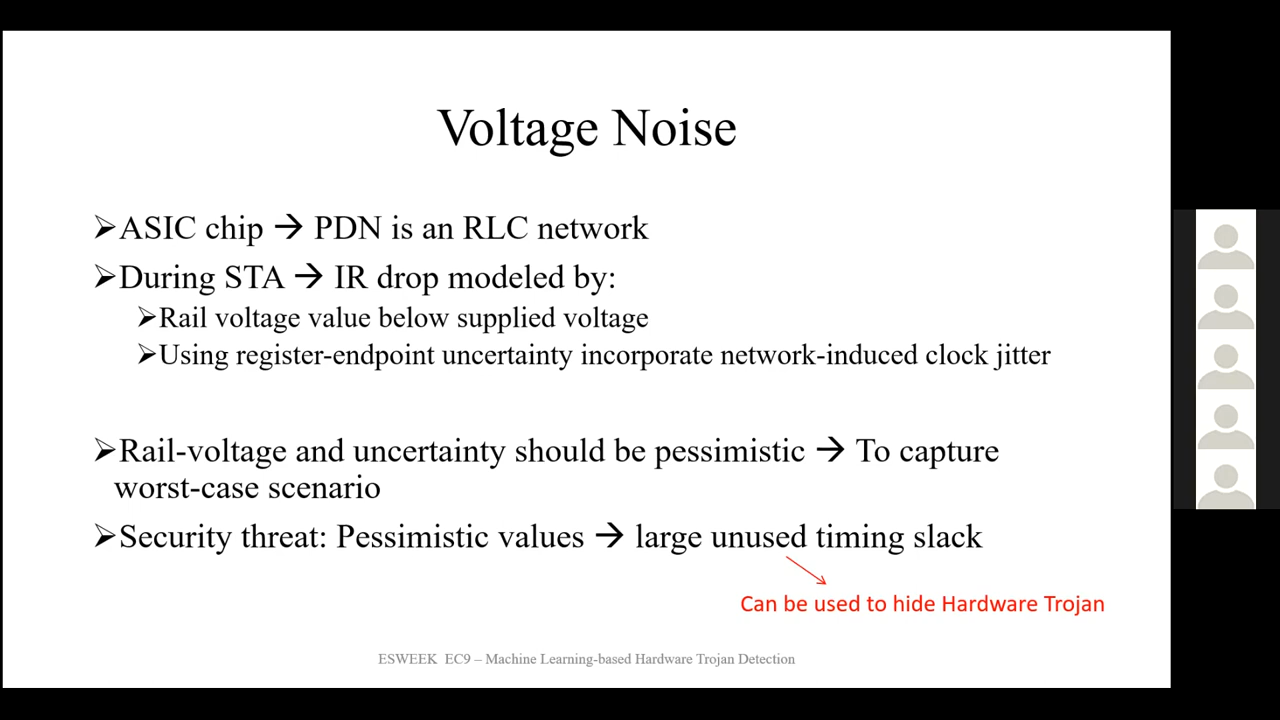 Voltage Noise
➢ASIC chip → PDN is an RLC network
➢During STA → IR drop modeled by:
➢Rail voltage value below supplied voltage
➢Using register-endpoint uncertainty incorporate network-induced clock jitter
➢Rail-voltage and uncertainty should be pessimistic → To capture
worst-case scenario
➢Security threat: Pessimistic values → large unused timing slack
Can be used to hide Hardware Trojan
ESWEEK EC9 – Machine Learning-based Hardware Trojan Detection